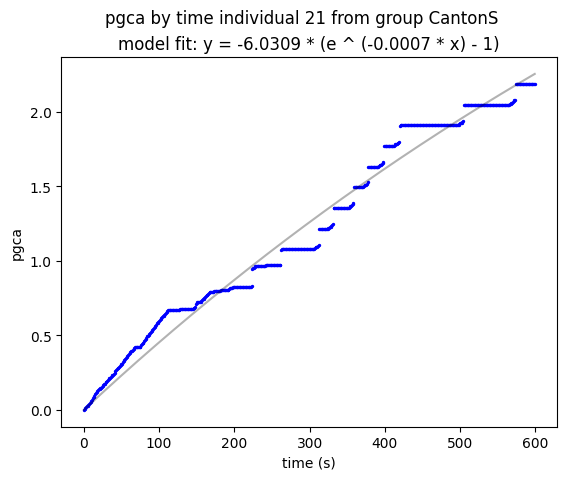 pgca by time individual 21 from group CantonS
model fit: y = -6.0309 * (e ^ (-0.0007 * x) - 1)
2.0
1.5
1.0
0.5
0.0
pgca
0 100 200 300 400 500 600
time (s)